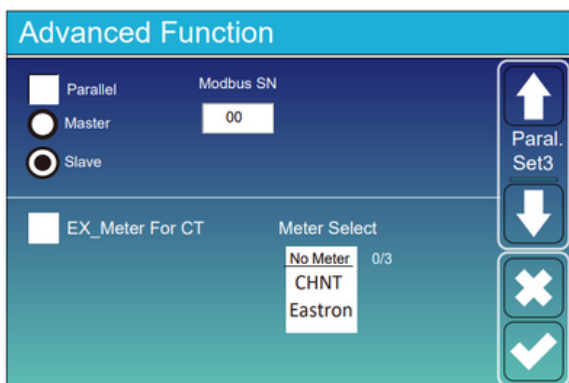 Advanced Function
Parallel
Modbus SN
Master
00
Slave
Paral.
Set3
EX_Meter For CT
Meter Select
No Meter
0/3
CHNT
Eastron